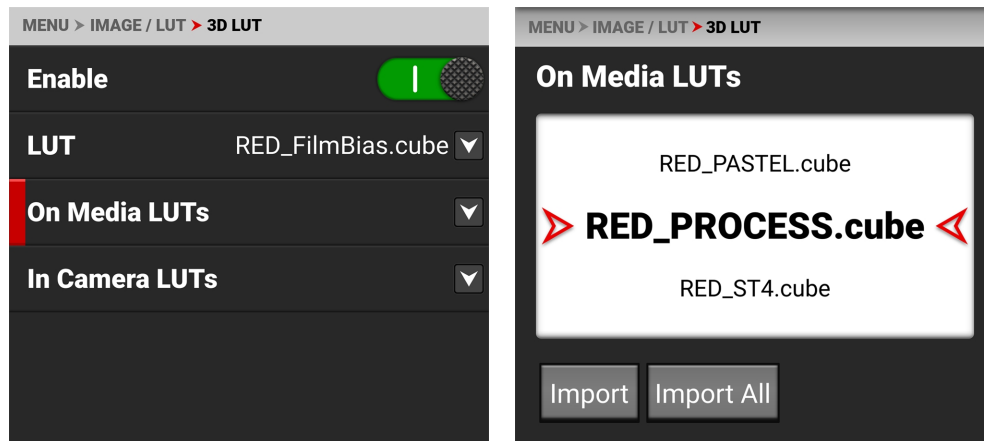 MENU > IMAGE / LUT > 3D LUT
Enable
LUT RED_FilmBias.cube
On Media LUTs
In Camera LUTs
MENU > IMAGE / LUT > 3D LUT
On Media LUTs
RED_PASTEL.cube
RED_PROCESS.cube
RED_ST4.cube
Import Import All